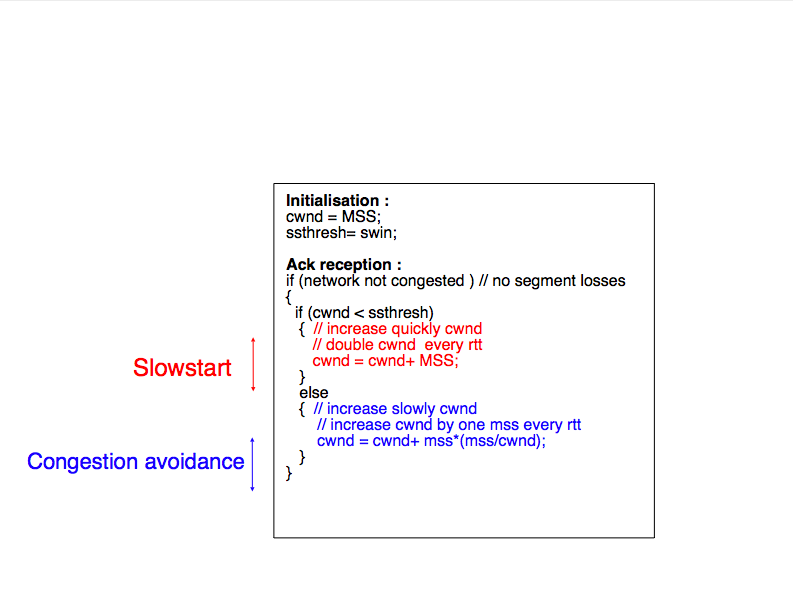 Initialisation :
cwnd = MSS;
ssthresh= swin;
Ack reception :
if (network not congested ) // no segment losses
{
if (cwnd < ssthresh)
{ // increase quickly cwnd
// double cwnd every rtt
cwnd = cwnd+ MSS;
}
else
{ // increase slowly cwnd
// increase cwnd by one mss every rtt
cwnd = cwnd+ mss*(mss/cwnd);
}
}
Slowstart
Congestion avoidance